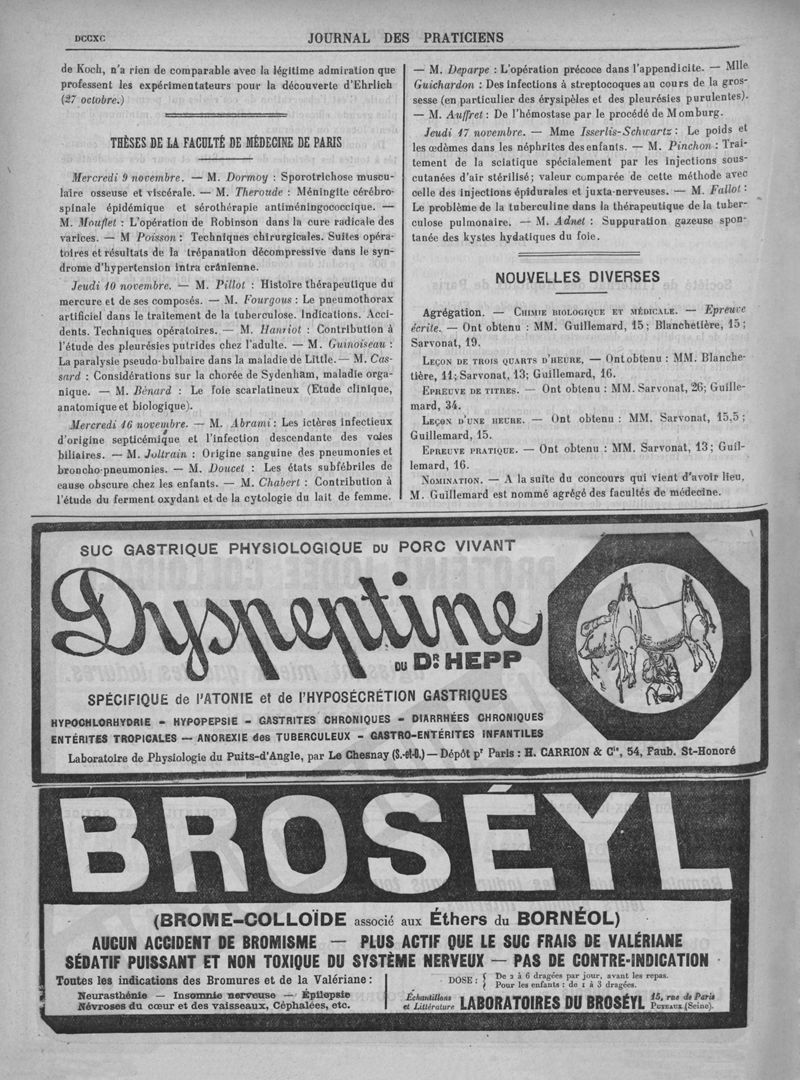 DCCXC
JOURNAL DES PRATICIENS
de Koch, n'a rien de comparable avec la légitime admiration que
professent les expérimentateurs pour la découverte d'Ehrlich
(27 octobre.)
THÈSES DE LA FACULTÉ DE MÉDECINE DE PARIS
Mercredi 9 novembre. — M. Dormoy : Sporotrichose muscu-
laire osseuse et viscérale. — M. Theroude : Méningite cérébro-
spinale épidémique et sérothérapie antiméningococcique. —
M. Mouflet : L'opération de Robinson dans la cure radicale des
varices. — M Poisson : Techniques chirurgicales. Suites opéra-
toires et résultats de la trépanation décompressive dans le syn-
drome d'hypertension intra crânienne.
Jeudi 10 novembre. — M. Pillot : Histoire thérapeutique du
mercure et de ses composés. — M. Fourgous : Le pneumothorax
artificiel dans le traitement de la tuberculose. Indications. Acci-
dents. Techniques opératoires. — M. Hanriot : Contribution à
l'étude des pleurésies putrides chez l'adulte. — M. Guinoiseau :
La paralysie pseudo-bulbaire dans la maladie de Little. — M. Cas-
sard : Considérations sur la chorée de Sydenham, maladie orga-
nique. — M. Bénard : Le foie scarlatineux (Etude clinique,
anatomique et biologique).
Mercredi 16 novembre. — M. Abrami : Les ictères infectieux
d'origine septicémique et l'infection descendante des voies
biliaires. — M. Joltrain : Origine sanguine des pneumonies et
broncho-pneumonies. — M. Doucet : Les états subfébriles de
cause obscure chez les enfants. — M. Chabert : Contribution à
l'étude du ferment oxydant et de la cytologie du lait de femme.
— M. Deparpe : L'opération précoce dans l'appendicite. — Mlle
Guichardon : Des infections à streptocoques au cours de la gros-
sesse (en particulier des érysipèles et des pleurésies purulentes).
— M. Auffret : De l'hémostase par le procédé de Momburg.
Jeudi 17 novembre. — Mme Isserlis-Schwartz : Le poids et
les œdèmes dans les néphrites des enfants. — M. Pinchon : Trai-
tement de la sciatique spécialement par les injections sous-
cutanées d'air stérilisé ; valeur comparée de cette méthode avec
celle des injections épidurales et juxta-nerveuses. — M. Fallot :
Le problème de la tuberculine dans la thérapeutique de la tuber-
culose pulmonaire. — M. Adnet : Suppuration gazeuse spon-
tanée des kystes hydatiques du foie.
NOUVELLES DIVERSES
Agrégation. — CHIMIE BIOLOGIQUE ET MÉDICALE. — Epreuve
écrite. — Ont obtenu : MM. Guillemard, 15 ; Blanchetière, 15 ;
Sarvonat, 19.
LEÇON DE TROIS QUARTS D'HEURE. — Ont obtenu : MM. Blanche-
tière, 11 ; Sarvonat, 13 ; Guillemard, 16.
EPREUVE DE TITRES. — Ont obtenu : MM. Sarvonat, 26 ; Guille-
mard, 34.
LEÇON D'UNE HEURE. — Ont obtenu : MM. Sarvonat, 15,5 ;
Guillemard, 15.
EPREUVE PRATIQUE. — Ont obtenu : MM. Sarvonat, 13 ; Guil-
lemard, 16.
NOMINATION. — A la suite du concours qui vient d'avoir lieu,
M. Guillemard est nommé agrégé des facultés de médecine.
SUC GASTRIQUE PHYSIOLOGIQUE DU PORC VIVANT
Dyspeptine
DU DR HEPP
SPÉCIFIQUE de l'ATONIE et de l'HYPOSÉCRÉTION GASTRIQUES
HYPOCHLORHYDRIE - HYPOPEPSIE - GASTRITES CHRONIQUES - DIARRHÉES CHRONIQUES
ENTÉRITES TROPICALES — ANOREXIE des TUBERCULEUX - GASTRO-ENTÉRITES INFANTILES
Laboratoire de Physiologie du Puits-d'Angle, par Le Chesnay (S.-et-O.) — Dépôt pr Paris : H. CARRION & Cie, 54, Faub. St-Honoré
BROSÉYL
(BROME-COLLOÏDE associé aux Éthers du BORNÉOL)
AUCUN ACCIDENT DE BROMISME — PLUS ACTIF QUE LE SUC FRAIS DE VALÉRIANE
SÉDATIF PUISSANT ET NON TOXIQUE DU SYSTÈME NERVEUX — PAS DE CONTRE-INDICATION
Toutes les indications des Bromures et de la Valériane :
Neurasthénie — Insomnie nerveuse — Épilepsie
Névroses du cœur et des vaisseaux, Céphalées, etc.
DOSE : { De 2 à 6 dragées par jour, avant les repas.
Pour les enfants : de 1 à 3 dragées.
Échantillons
et Littérature
LABORATOIRES DU BROSÉYL
15, rue de Paris
PUTEAUX (Seine).